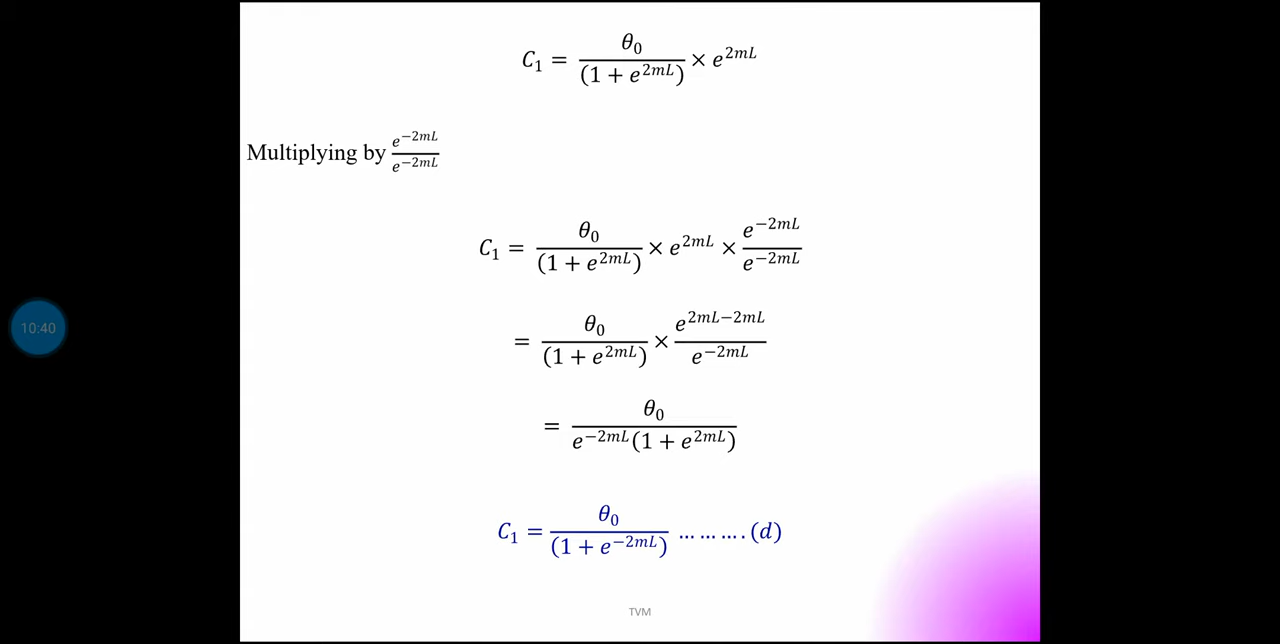 C₁ = θ₀/(1 + e^{2mL}) × e^{2mL}
Multiplying by e^{−2mL}/e^{−2mL}
C₁ = θ₀/(1 + e^{2mL}) × e^{2mL} × e^{−2mL}/e^{−2mL}
10:40
= θ₀/(1 + e^{2mL}) × e^{2mL−2mL}/e^{−2mL}
= θ₀/e^{−2mL}(1 + e^{2mL})
C₁ = θ₀/(1 + e^{−2mL}) … … … . (d)
TVM